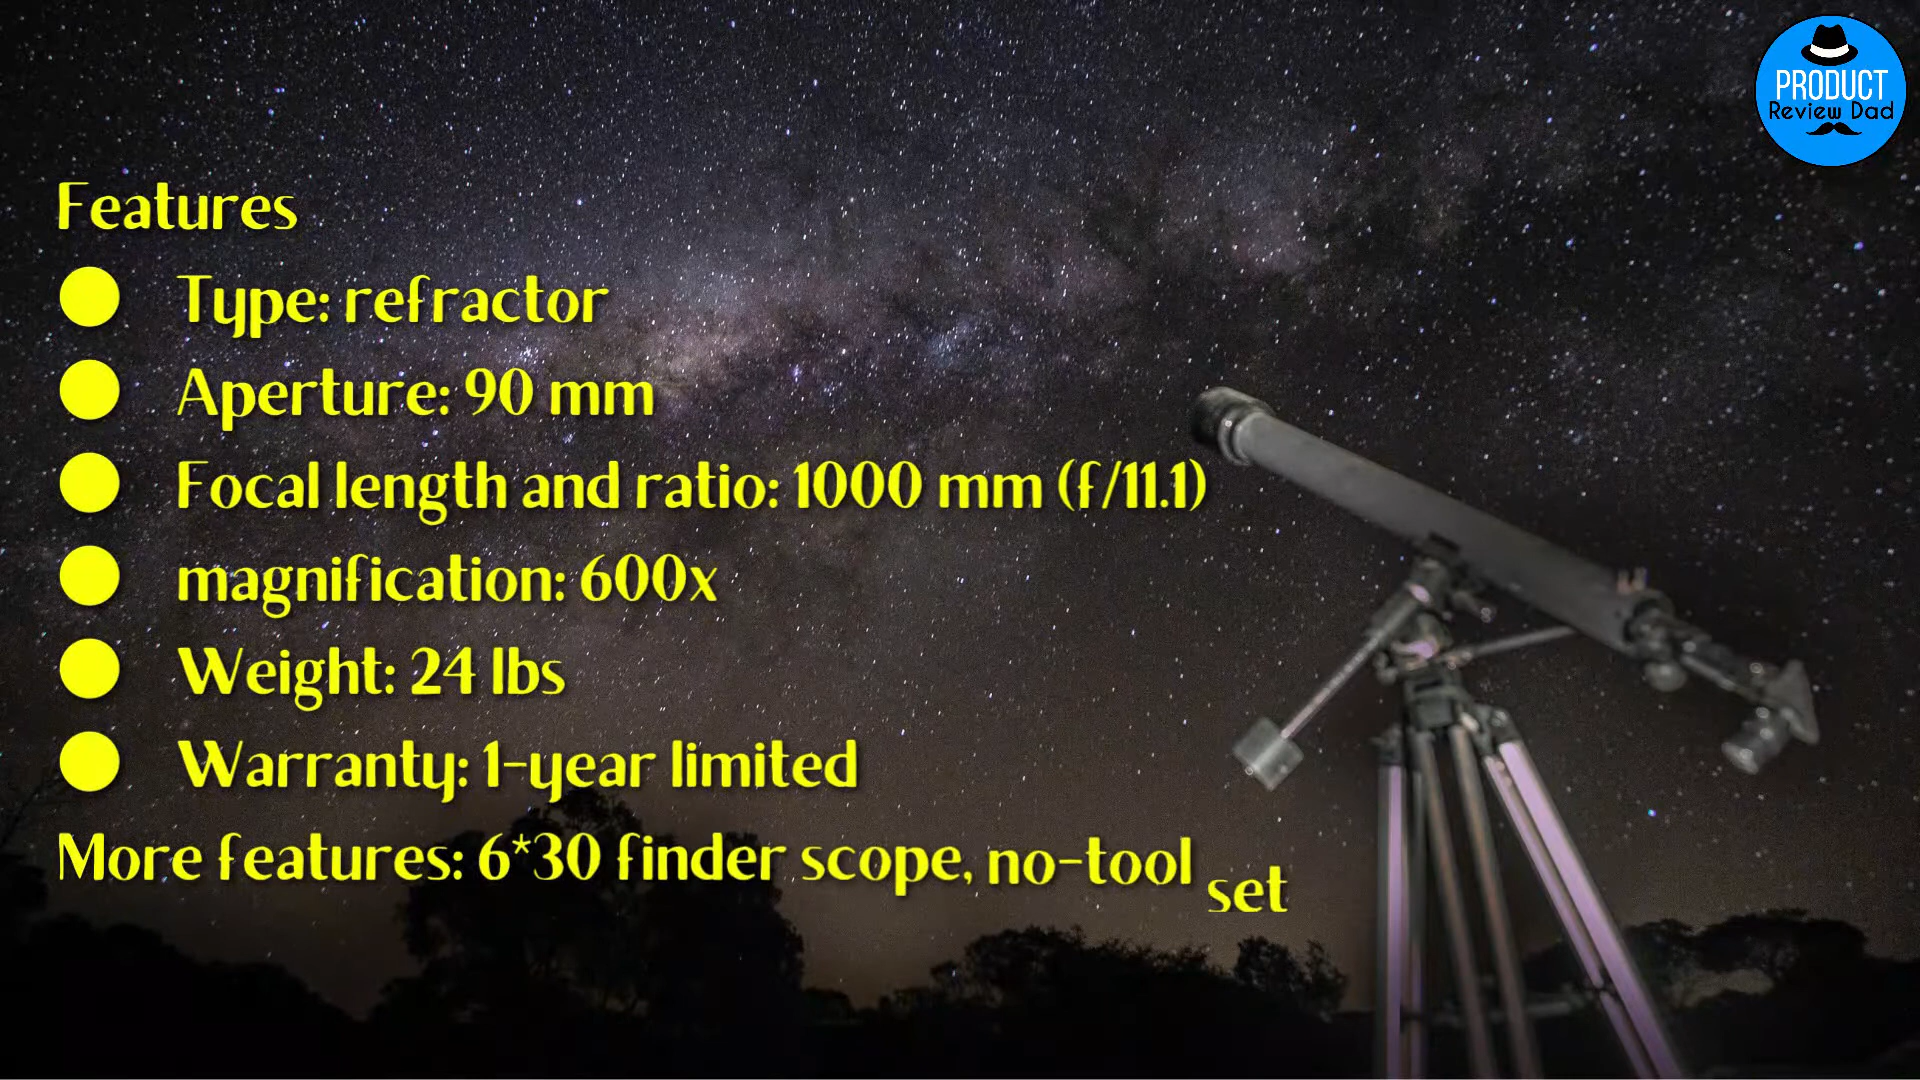 PRODUCT
Review Dad
Features
Type: refractor
Aperture: 90 mm
Focal length and ratio: 1000 mm (f/11.1)
magnification: 600x
Weight: 24 lbs
Warranty: 1-year limited
More features: 6*30 finder scope, no-tool set